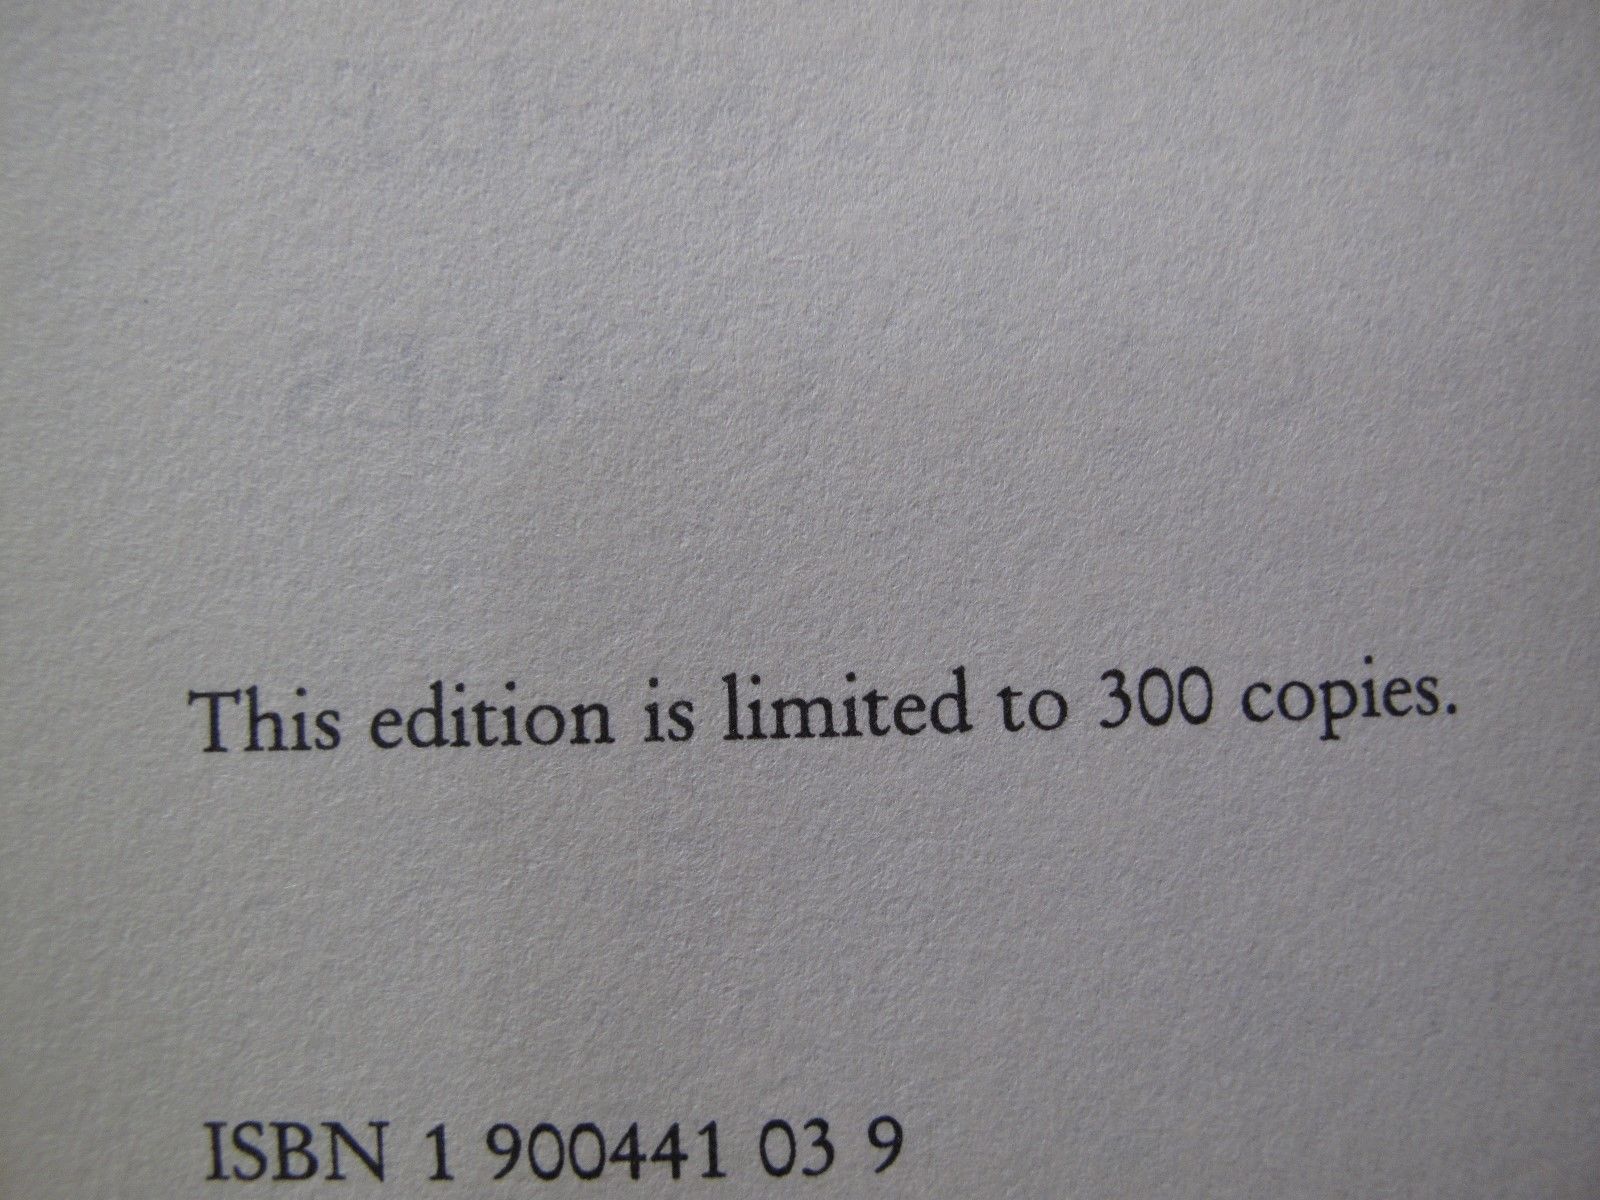 This edition is limited to 300 copies.
ISBN 1 900441 03 9